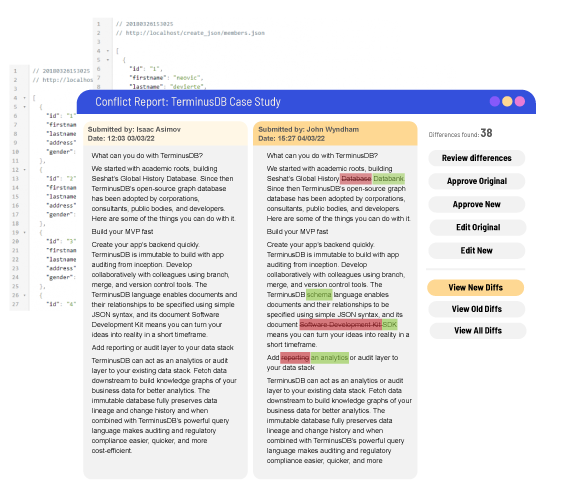 1 // 20180326153025
2 // http://localhost/create_json/members.json
3
4 [
5 {
6 "id": "1",
7 "firstname": "naovic",
8 "lastname": "devierte",
1 // 20180326153025
2 // http://localhos
3
4 [
5 {
6 "id": "1"
7 "firstnam
8 "lastname
9 "address"
10 "gender":
11 },
12 {
13 "id": "2"
14 "firstnam
15 "lastname
16 "address"
17 "gender":
18 },
19 {
20 "id": "3"
21 "firstnam
22 "lastname
23 "address"
24 "gender":
25 },
26 {
27 "id": "4"
Conflict Report: TerminusDB Case Study
Submitted by: Isaac Asimov
Date: 12:03 03/03/22
What can you do with TerminusDB?
We started with academic roots, building
Seshat's Global History Database. Since then
TerminusDB's open-source graph database
has been adopted by corporations,
consultants, public bodies, and developers.
Here are some of the things you can do with it.
Build your MVP fast
Create your app's backend quickly.
TerminusDB is immutable to build with app
auditing from inception. Develop
collaboratively with colleagues using branch,
merge, and version control tools. The
TerminusDB language enables documents and
their relationships to be specified using simple
JSON syntax, and its document Software
Development Kit means you can turn your
ideas into reality in a short timeframe.
Add reporting or audit layer to your data stack
TerminusDB can act as an analytics or audit
layer to your existing data stack. Fetch data
downstream to build knowledge graphs of your
business data for better analytics. The
immutable database fully preserves data
lineage and change history and when
combined with TerminusDB's powerful query
language makes auditing and regulatory
compliance easier, quicker, and more
cost-efficient.
Submitted by: John Wyndham
Date: 15:27 04/03/22
What can you do with TerminusDB?
We started with academic roots, building
Seshat's Global History Database Databank
Since then TerminusDB's open-source graph
database has been adopted by corporations,
consultants, public bodies, and developers.
Here are some of the things you can do with it.
Build your MVP fast
Create your app's backend quickly.
TerminusDB is immutable to build with app
auditing from inception. Develop
collaboratively with colleagues using branch,
merge, and version control tools. The
TerminusDB schema language enables
documents and their relationships to be
specified using simple JSON syntax, and its
document Software Development Kit SDK
means you can turn your ideas into reality in a
short timeframe.
Add reporting an analytics or audit layer to
your data stack
TerminusDB can act as an analytics or audit
layer to your existing data stack. Fetch data
downstream to build knowledge graphs of your
business data for better analytics. The
immutable database fully preserves data
lineage and change history and when
combined with TerminusDB's powerful query
language makes auditing and regulatory
compliance easier, quicker, and more
Differences found: 38
Review differences
Approve Original
Approve New
Edit Original
Edit New
View New Diffs
View Old Diffs
View All Diffs